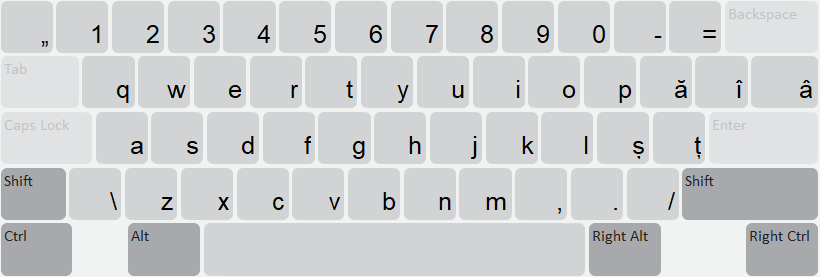 „ 1 2 3 4 5 6 7 8 9 0 - = Backspace
Tab q w e r t y u i o p ă î â
Caps Lock a s d f g h j k l ș ț Enter
Shift \ z x c v b n m , . / Shift
Ctrl Alt Right Alt Right Ctrl